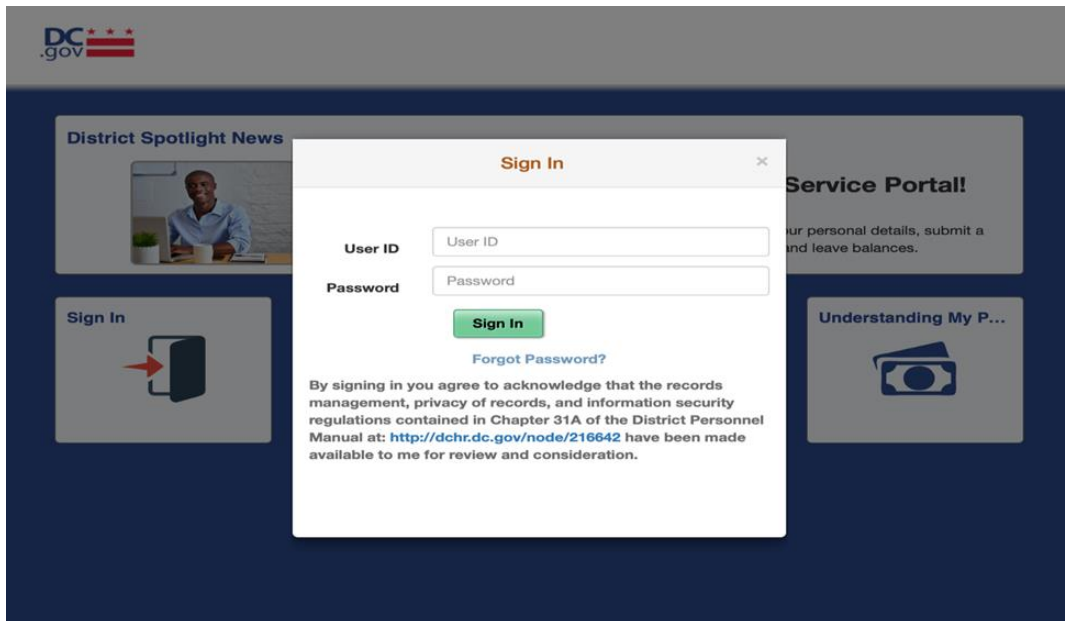 DC
.gov
District Spotlight News
Service Portal!
ur personal details, submit a
nd leave balances.
Sign In
×
User ID
User ID
Password
Password
Sign In
Forgot Password?
By signing in you agree to acknowledge that the records
management, privacy of records, and information security
regulations contained in Chapter 31A of the District Personnel
Manual at: http://dchr.dc.gov/node/216642 have been made
available to me for review and consideration.
Sign In
Understanding My P...